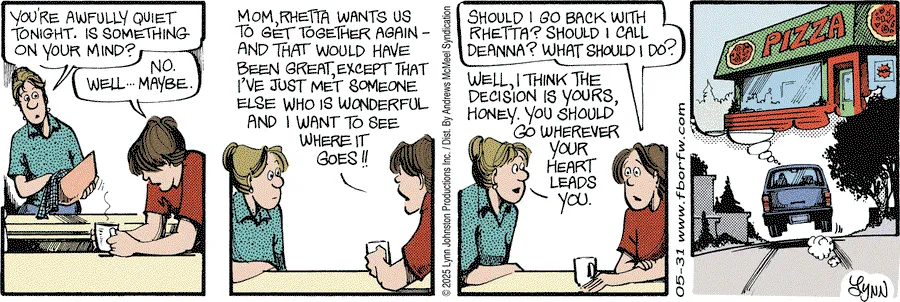 YOU'RE AWFULLY QUIET
TONIGHT. IS SOMETHING
ON YOUR MIND?
NO.
WELL... MAYBE.
MOM, RHETTA WANTS US
TO GET TOGETHER AGAIN –
AND THAT WOULD HAVE
BEEN GREAT, EXCEPT THAT
I'VE JUST MET SOMEONE
ELSE WHO IS WONDERFUL
AND I WANT TO SEE
WHERE IT
GOES!!
© 2025 Lynn Johnston Productions Inc. / Dist. By Andrews McMeel Syndication
SHOULD I GO BACK WITH
RHETTA? SHOULD I CALL
DEANNA? WHAT SHOULD I DO?
WELL, I THINK THE
DECISION IS YOURS,
HONEY. YOU SHOULD
GO WHEREVER
YOUR
HEART
LEADS
YOU.
05-31 www.fborfw.com
PIZZA
LYNN